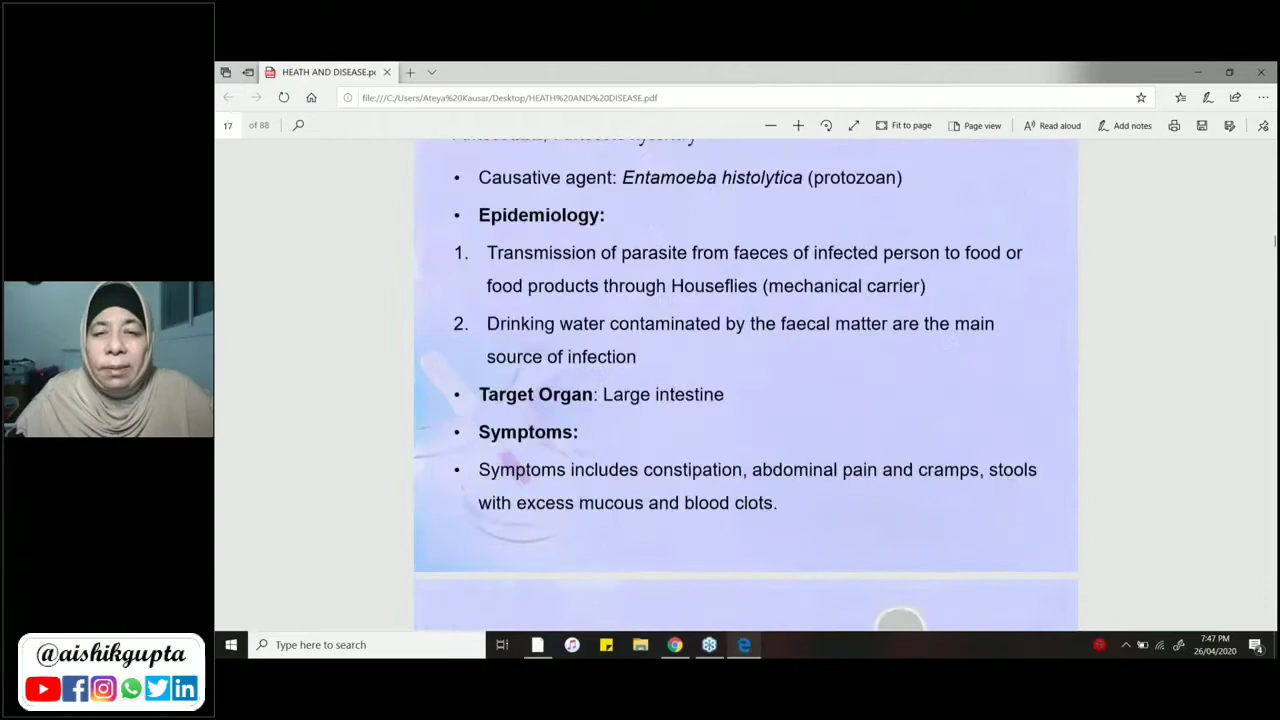 HEATH AND DISEASE.pc
file:///C:/Users/Ateya%20Kausar/Desktop/HEATH%20AND%20DISEASE.pdf
17 of 88
Fit to page
Page view
Read aloud
Add notes
• Causative agent: Entamoeba histolytica (protozoan)
• Epidemiology:
1. Transmission of parasite from faeces of infected person to food or
food products through Houseflies (mechanical carrier)
2. Drinking water contaminated by the faecal matter are the main
source of infection
• Target Organ: Large intestine
• Symptoms:
• Symptoms includes constipation, abdominal pain and cramps, stools
with excess mucous and blood clots.
@aishikgupta
Type here to search
7:47 PM
26/04/2020
4